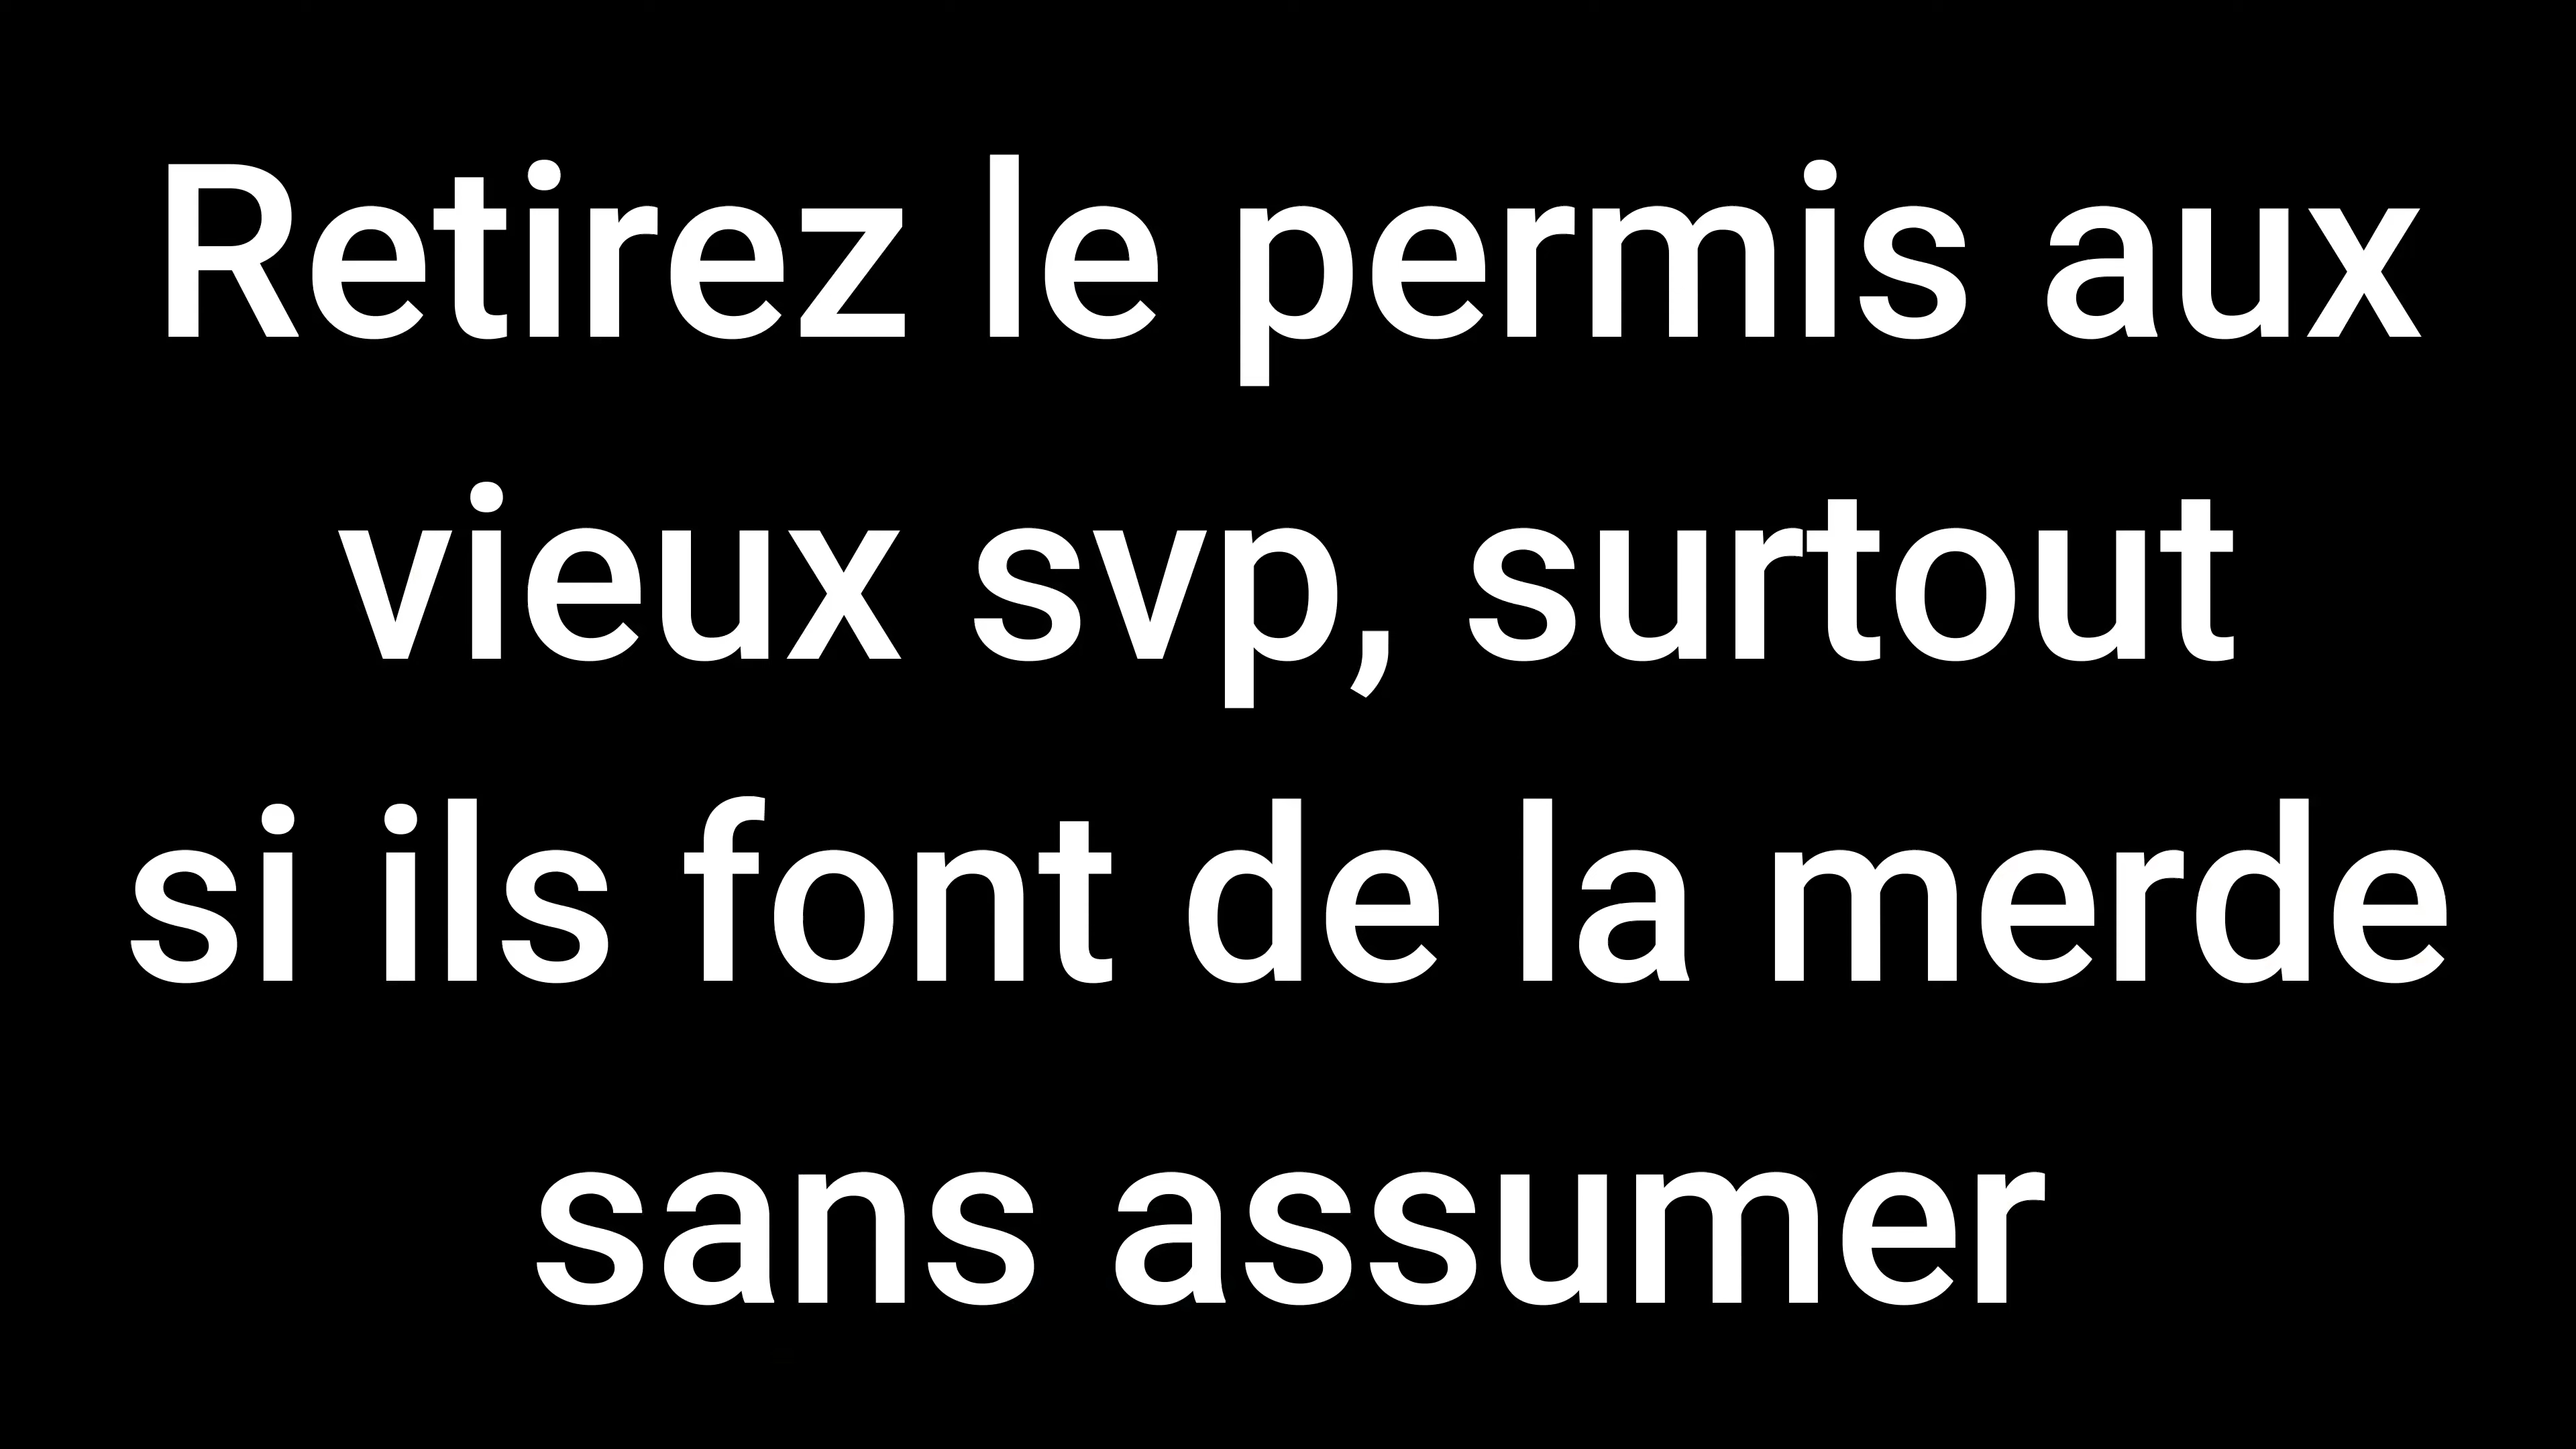 Retirez le permis aux
vieux svp, surtout
si ils font de la merde
sans assumer